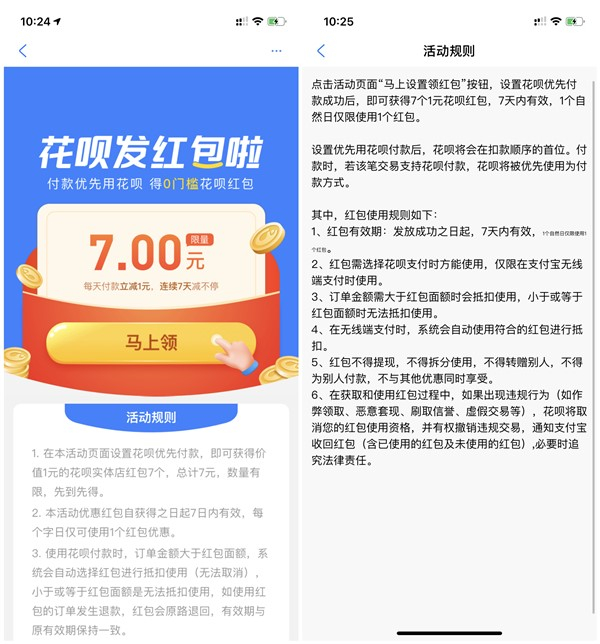 10:24
花呗发红包啦
付款优先用花呗 得0门槛花呗红包
7.00元
限量
每天付款立减1元，连续7天减不停
马上领
活动规则
1. 在本活动页面设置花呗优先付款，即可获得价
值1元的花呗实体店红包7个，总计7元，数量有
限，先到先得。
2. 本活动优惠红包自获得之日起7日内有效，每
个字日仅可使用1个红包优惠。
3. 使用花呗付款时，订单金额大于红包面额，系
统会自动选择红包进行抵扣使用（无法取消），
小于或等于红包面额是无法抵扣使用，如使用红
包的订单发生退款，红包会原路退回，有效期与
原有效期保持一致。
10:25
活动规则
点击活动页面“马上设置领红包”按钮，设置花呗优先付
款成功后，即可获得7个1元花呗红包，7天内有效，1个自
然日仅限使用1个红包。
设置优先用花呗付款后，花呗将会在扣款顺序的首位。付
款时，若该笔交易支持花呗付款，花呗将被优先使用为付
款方式。
其中，红包使用规则如下：
1、红包有效期：发放成功之日起，7天内有效，1个自然日仅限使用
1个红包。
2、红包需选择花呗支付时方能使用，仅限在支付宝无线
端支付时使用。
3、订单金额需大于红包面额时会抵扣使用，小于或等于
红包面额时无法抵扣使用。
4、在无线端支付时，系统会自动使用符合的红包进行抵
扣。
5、红包不得提现，不得拆分使用，不得转赠别人，不得
为别人付款，不与其他优惠同时享受。
6、在获取和使用红包过程中，如果出现违规行为（如作
弊领取、恶意套现、刷取信誉、虚假交易等），花呗将取
消您的红包使用资格，并有权撤销违规交易，通知支付宝
收回红包（含已使用的红包及未使用的红包）,必要时追
究法律责任。